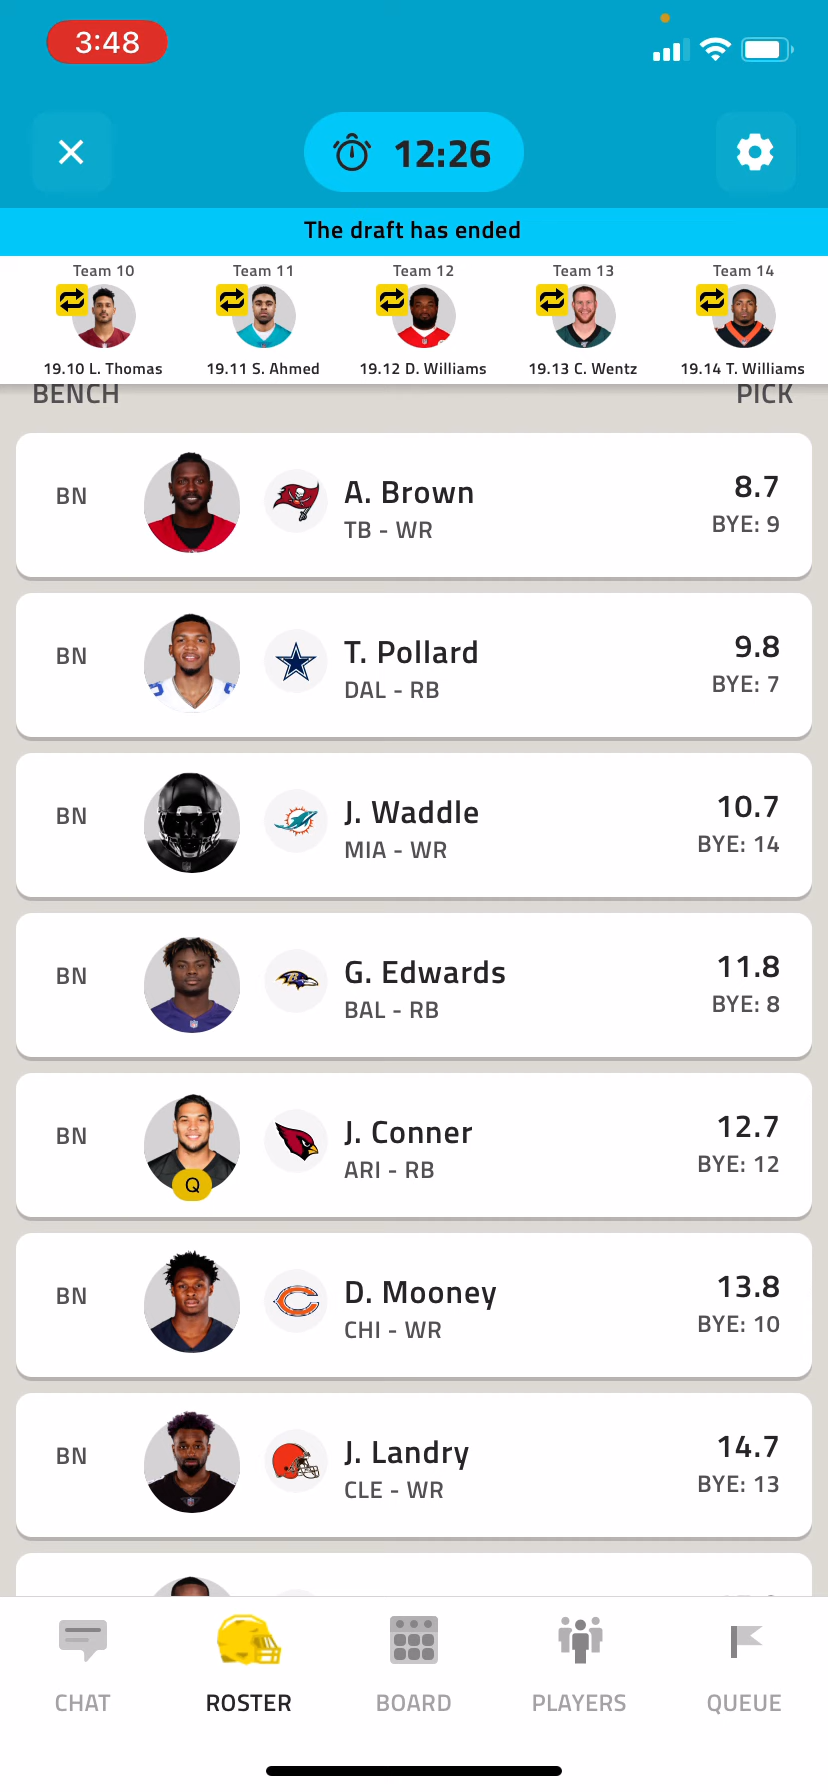 3:48
12:26
The draft has ended
Team 10 Team 11 Team 12 Team 13 Team 14
19.10 L. Thomas 19.11 S. Ahmed 19.12 D. Williams 19.13 C. Wentz 19.14 T. Williams
BENCH PICK
BN A. Brown 8.7
TB - WR BYE: 9
BN T. Pollard 9.8
DAL - RB BYE: 7
BN J. Waddle 10.7
MIA - WR BYE: 14
BN G. Edwards 11.8
BAL - RB BYE: 8
BN J. Conner 12.7
ARI - RB BYE: 12
Q
BN D. Mooney 13.8
CHI - WR BYE: 10
BN J. Landry 14.7
CLE - WR BYE: 13
CHAT ROSTER BOARD PLAYERS QUEUE